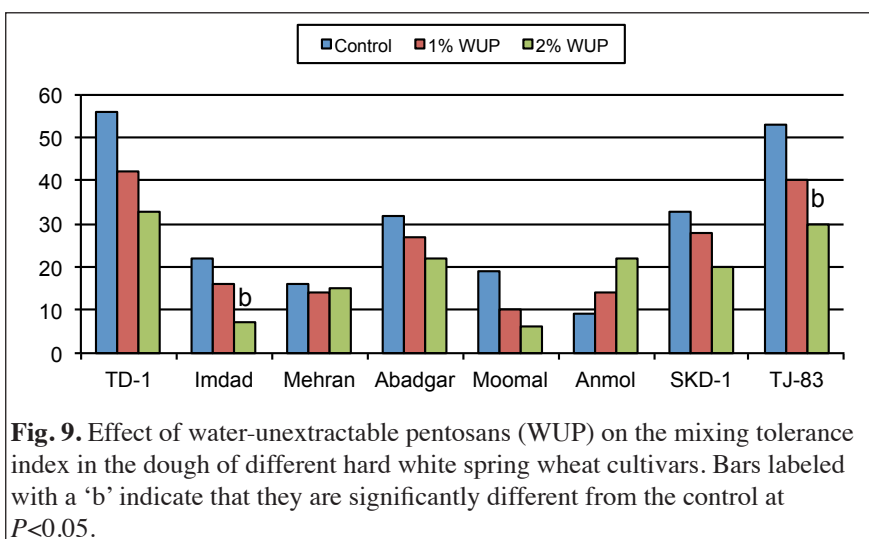 Control 1% WUP 2% WUP
60
50
40
30
20
10
0
b
b
TD-1 Imdad Mehran Abadgar Moomal Anmol SKD-1 TJ-83
Fig. 9. Effect of water-unextractable pentosans (WUP) on the mixing tolerance
index in the dough of different hard white spring wheat cultivars. Bars labeled
with a ‘b’ indicate that they are significantly different from the control at
P<0.05.